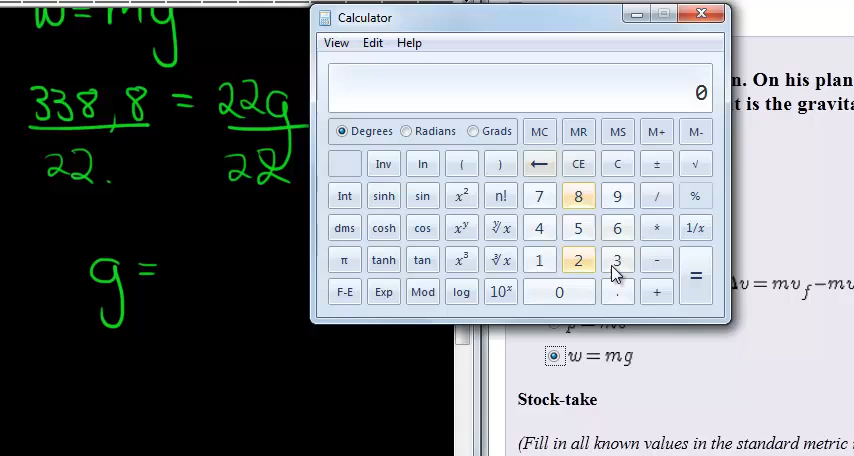 w = mg
338,8 = 22g
22. 22
g =
Calculator
View Edit Help
0
Degrees Radians Grads MC MR MS M+ M-
Inv ln ( ) ← CE C ± √
Int sinh sin x² n! 7 8 9 / %
dms cosh cos xʸ ʸ√x 4 5 6 * 1/x
π tanh tan x³ ³√x 1 2 3 - =
F-E Exp Mod log 10ˣ 0 . +
n. On his plan
t is the gravita
Δv = mv_f − mv
w = mg
Stock-take
(Fill in all known values in the standard metric